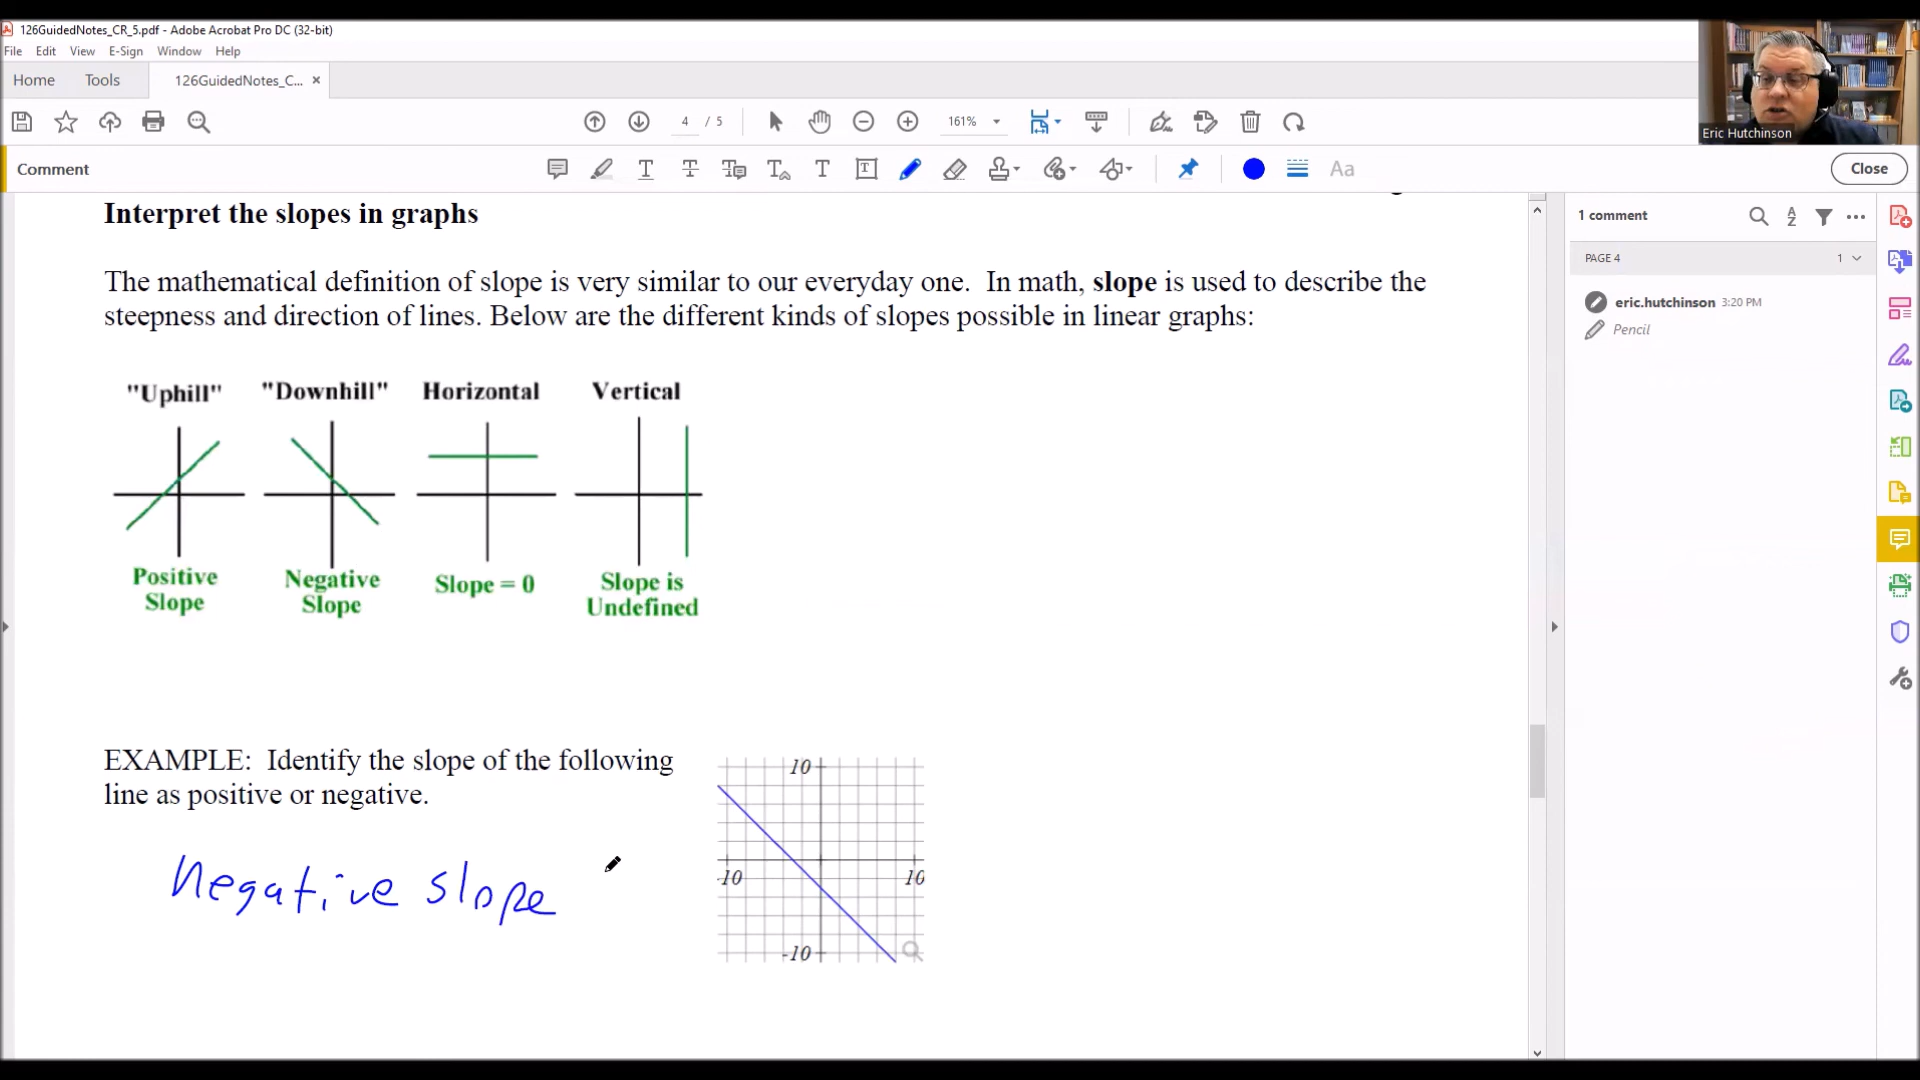 126GuidedNotes_CR_5.pdf - Adobe Acrobat Pro DC (32-bit)
File Edit View E-Sign Window Help
Home Tools 126GuidedNotes_C... ×
4 / 5 161%
Eric Hutchinson
Comment
Aa
Close
Interpret the slopes in graphs
The mathematical definition of slope is very similar to our everyday one. In math, slope is used to describe the
steepness and direction of lines. Below are the different kinds of slopes possible in linear graphs:
"Uphill" "Downhill" Horizontal Vertical
Positive
Slope
Negative
Slope
Slope = 0
Slope is
Undefined
EXAMPLE: Identify the slope of the following
line as positive or negative.
Negative slope
10
-10 10
-10
1 comment
PAGE 4 1
eric.hutchinson 3:20 PM
Pencil